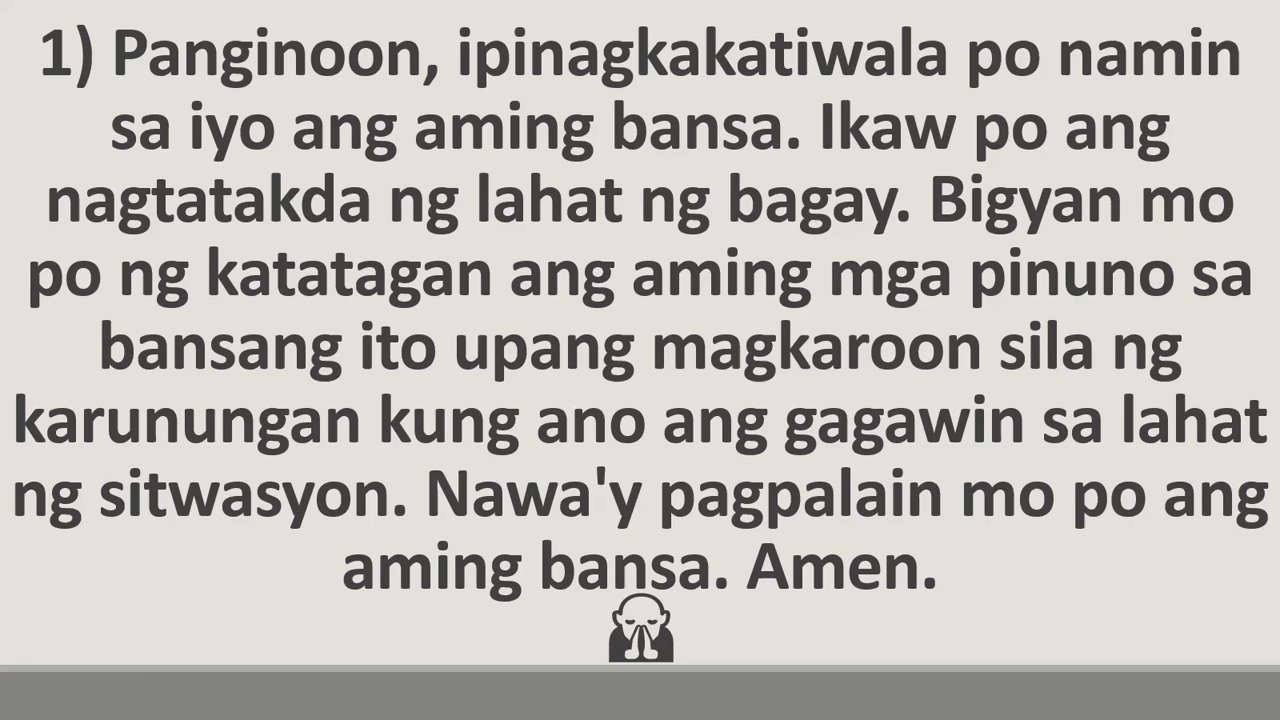 1) Panginoon, ipinagkakatiwala po namin
sa iyo ang aming bansa. Ikaw po ang
nagtatakda ng lahat ng bagay. Bigyan mo
po ng katatagan ang aming mga pinuno sa
bansang ito upang magkaroon sila ng
karunungan kung ano ang gagawin sa lahat
ng sitwasyon. Nawa'y pagpalain mo po ang
aming bansa. Amen.